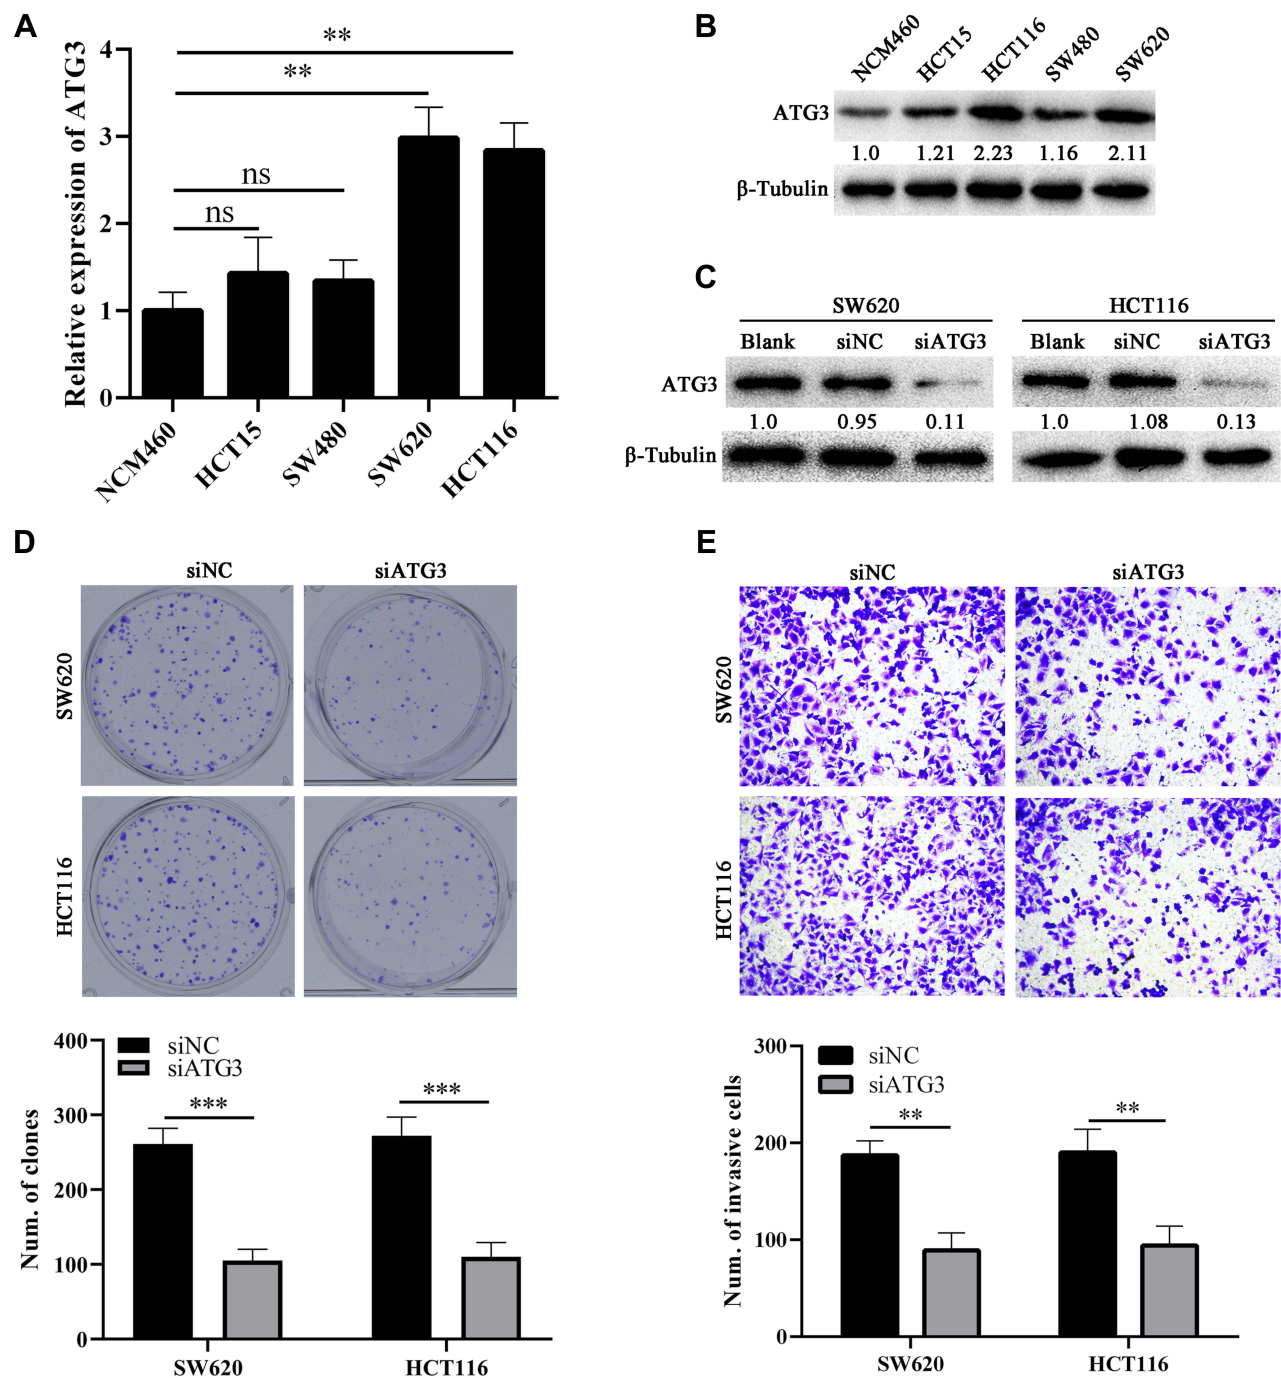 A
Relative expression of ATG3
4
3
2
1
0
**
**
ns
ns
NCM460
HCT15
SW480
SW620
HCT116
B
NCM460
HCT15
HCT116
SW480
SW620
ATG3
1.0 1.21 2.23 1.16 2.11
β-Tubulin
C
SW620 HCT116
Blank siNC siATG3 Blank siNC siATG3
ATG3
1.0 0.95 0.11 1.0 1.08 0.13
β-Tubulin
D
siNC siATG3
SW620
HCT116
Num. of clones
400
300
200
100
0
siNC
siATG3
***
***
SW620 HCT116
E
siNC siATG3
SW620
HCT116
Num. of invasive cells
300
200
100
0
siNC
siATG3
**
**
SW620 HCT116